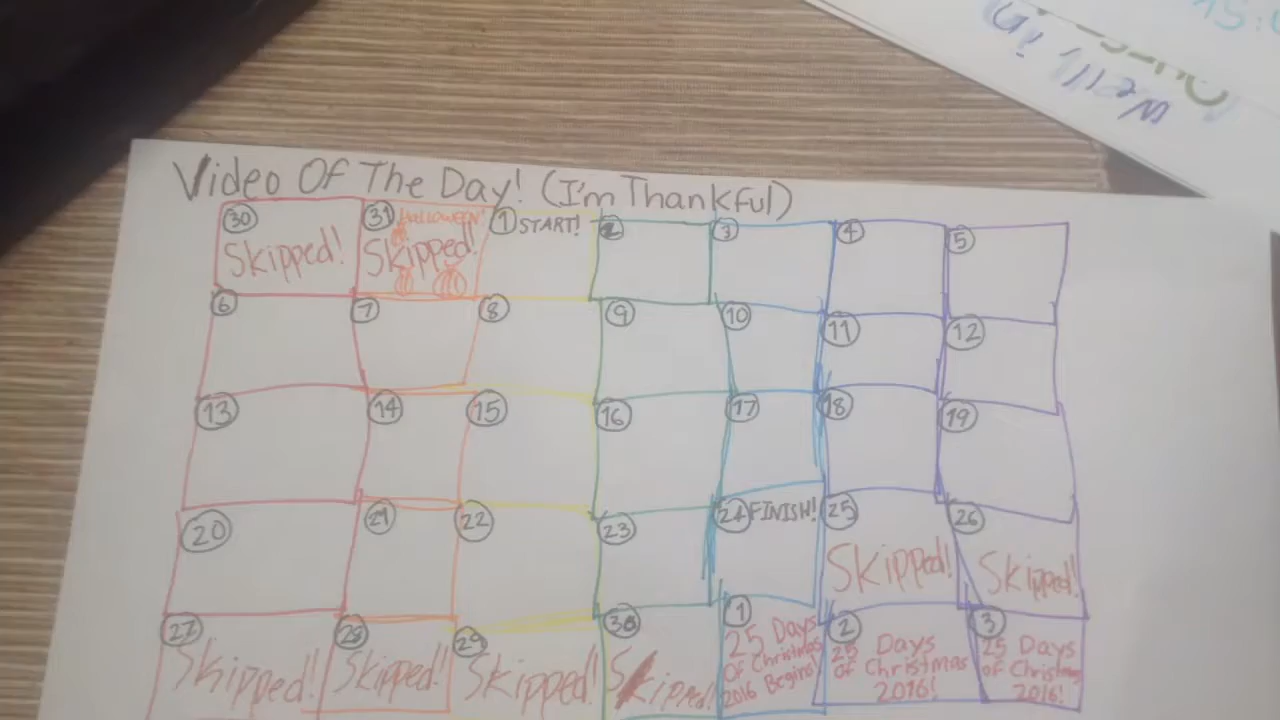 Well, in
Video Of The Day! (I'm Thankful)
30 31 Halloween! 1 START! 2 3 4 5
Skipped! Skipped!
6 7 8 9 10 11 12
13 14 15 16 17 18 19
20 21 22 23 24 FINISH! 25 26
Skipped! Skipped!
27 28 29 30 1 2 3
Skipped! Skipped! Skipped! Skipped!
25 Days
Of Christmas
2016 Begins!
25 Days
of Christmas
2016!
25 Days
of Christmas
2016!